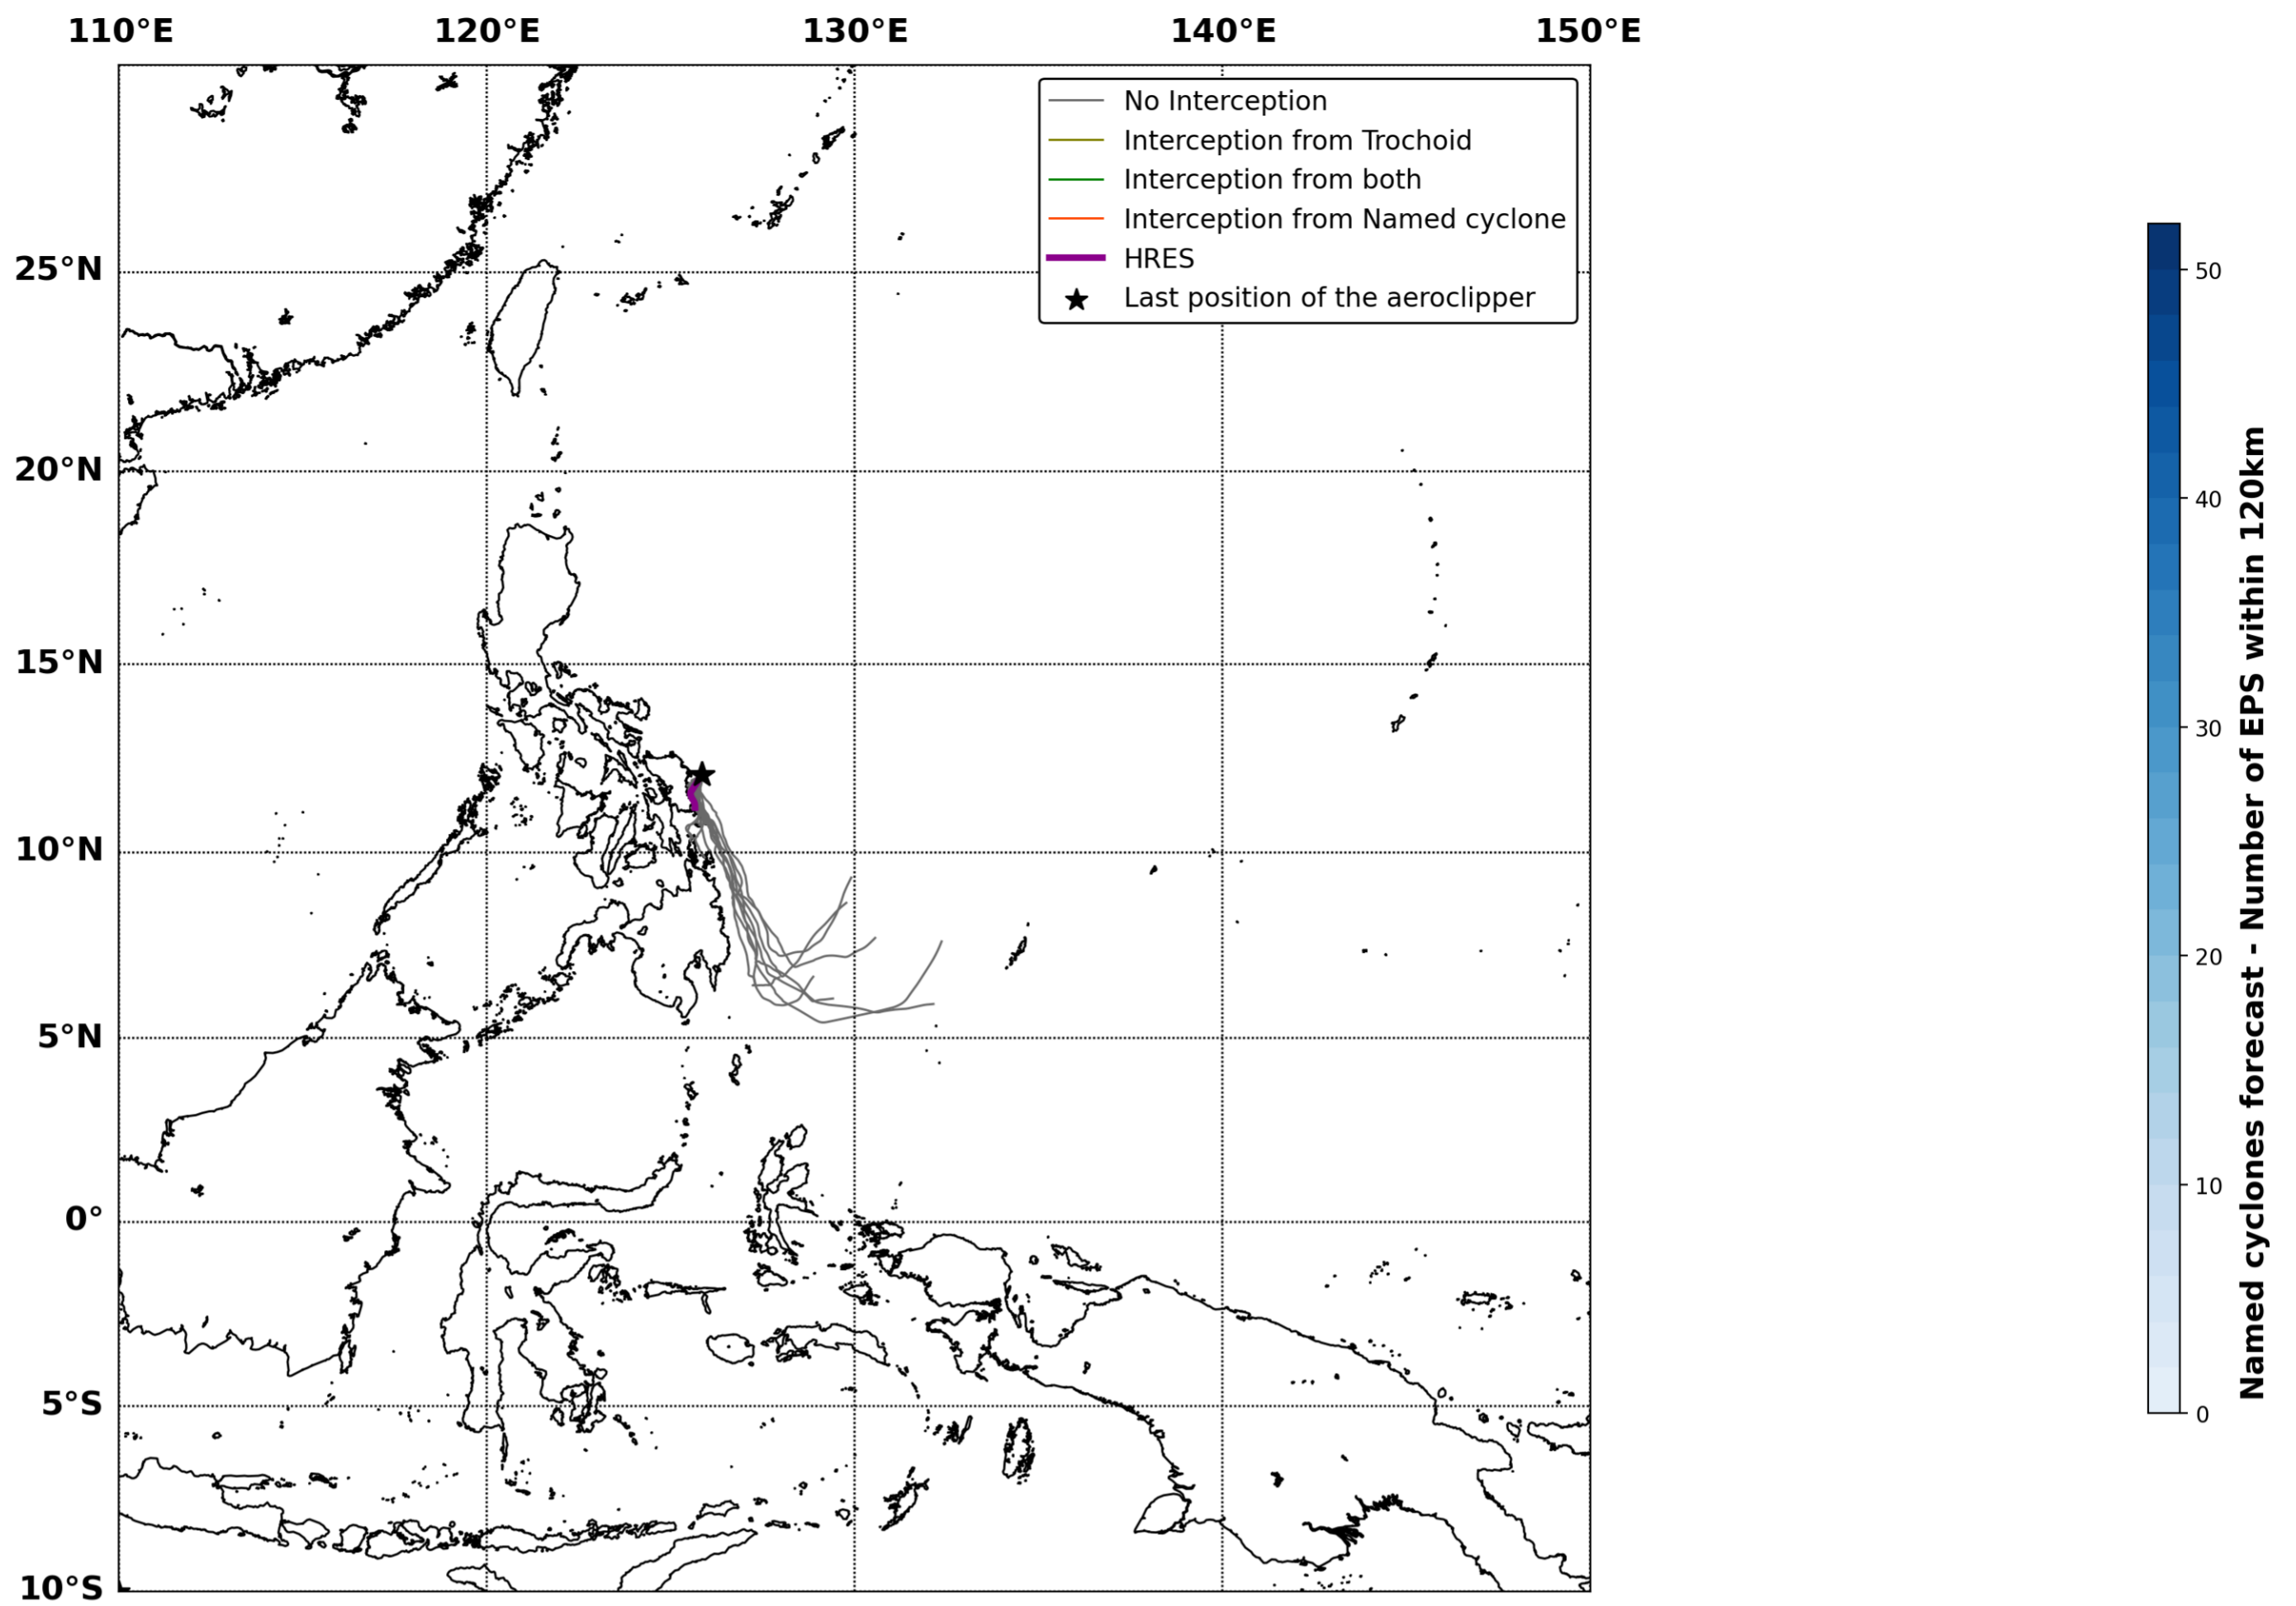 110°E 120°E 130°E 140°E 150°E
No Interception
Interception from Trochoid
Interception from both
Interception from Named cyclone
HRES
Last position of the aeroclipper
25°N
20°N
15°N
10°N
5°N
0°
5°S
10°S
50
40
30
20
10
0
Named cyclones forecast - Number of EPS within 120km